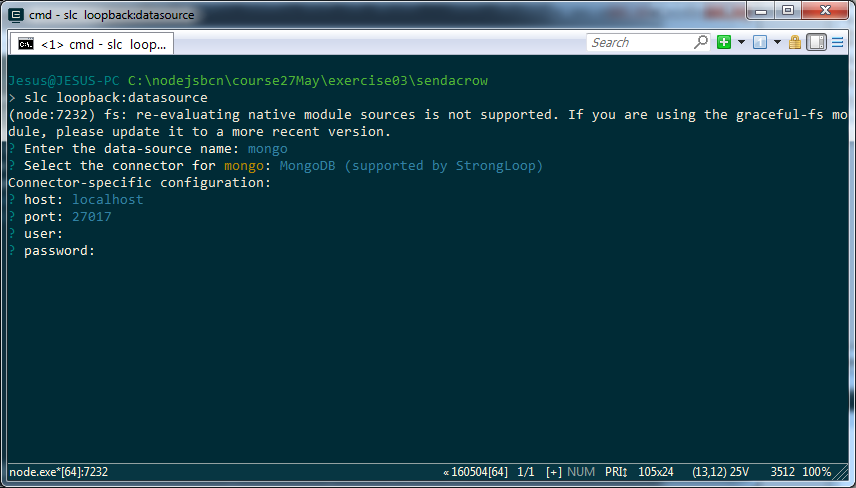 cmd - slc loopback:datasource
<1> cmd - slc loop...
Search
Jesus@JESUS-PC C:\nodejsbcn\course27May\exercise03\sendacrow
> slc loopback:datasource
(node:7232) fs: re-evaluating native module sources is not supported. If you are using the graceful-fs mo
dule, please update it to a more recent version.
? Enter the data-source name: mongo
? Select the connector for mongo: MongoDB (supported by StrongLoop)
Connector-specific configuration:
? host: localhost
? port: 27017
? user:
? password:
node.exe*[64]:7232 « 160504[64] 1/1 [+] NUM PRI↕ 105x24 (13,12) 25V 3512 100%